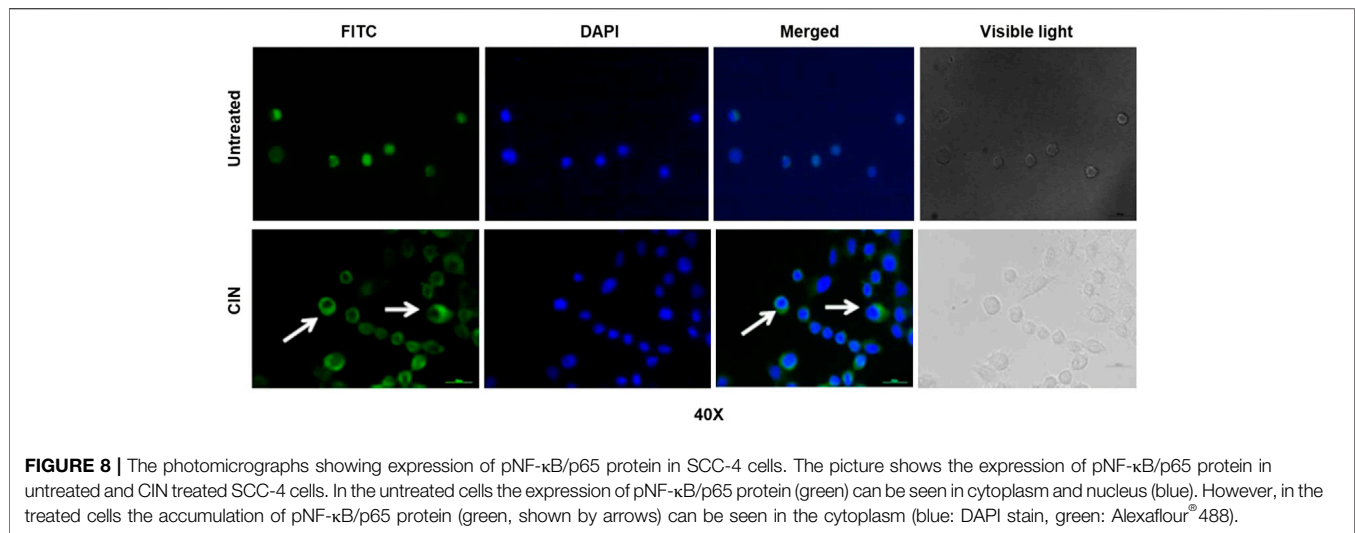 FITC DAPI Merged Visible light
Untreated
CIN
40X
FIGURE 8 | The photomicrographs showing expression of pNF-κB/p65 protein in SCC-4 cells. The picture shows the expression of pNF-κB/p65 protein in
untreated and CIN treated SCC-4 cells. In the untreated cells the expression of pNF-κB/p65 protein (green) can be seen in cytoplasm and nucleus (blue). However, in the
treated cells the accumulation of pNF-κB/p65 protein (green, shown by arrows) can be seen in the cytoplasm (blue: DAPI stain, green: Alexaflour® 488).